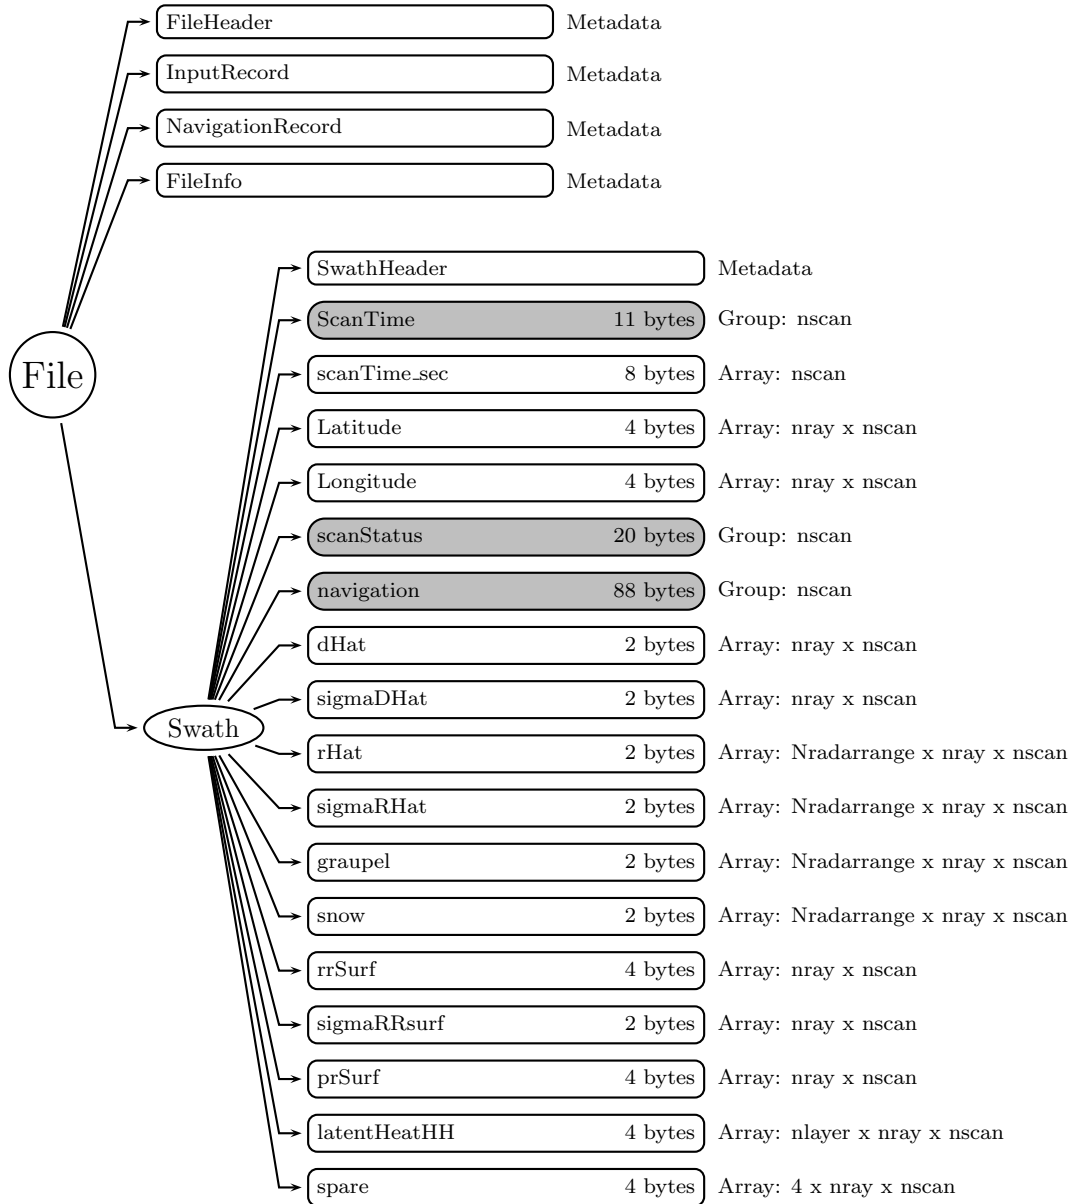 FileHeader Metadata
InputRecord Metadata
NavigationRecord Metadata
FileInfo Metadata
SwathHeader Metadata
ScanTime 11 bytes Group: nscan
File
scanTime_sec 8 bytes Array: nscan
Latitude 4 bytes Array: nray x nscan
Longitude 4 bytes Array: nray x nscan
scanStatus 20 bytes Group: nscan
navigation 88 bytes Group: nscan
dHat 2 bytes Array: nray x nscan
sigmaDHat 2 bytes Array: nray x nscan
Swath
rHat 2 bytes Array: Nradarrange x nray x nscan
sigmaRHat 2 bytes Array: Nradarrange x nray x nscan
graupel 2 bytes Array: Nradarrange x nray x nscan
snow 2 bytes Array: Nradarrange x nray x nscan
rrSurf 4 bytes Array: nray x nscan
sigmaRRsurf 2 bytes Array: nray x nscan
prSurf 4 bytes Array: nray x nscan
latentHeatHH 4 bytes Array: nlayer x nray x nscan
spare 4 bytes Array: 4 x nray x nscan